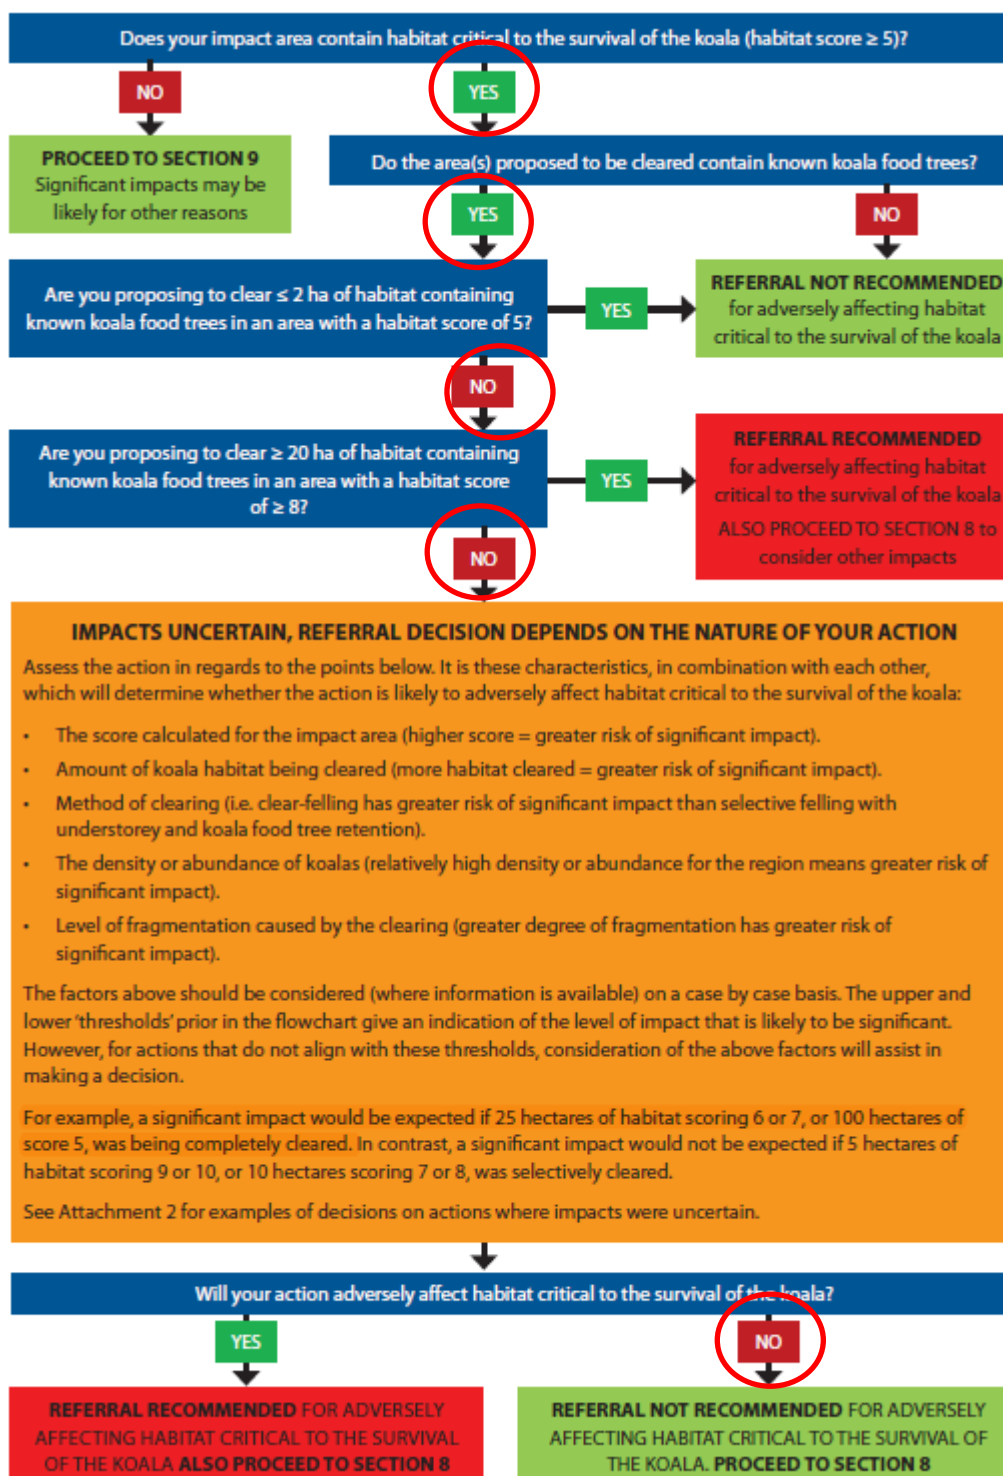 Does your impact area contain habitat critical to the survival of the koala (habitat score ≥ 5)?
NO
YES
PROCEED TO SECTION 9
Significant impacts may be
likely for other reasons
Do the area(s) proposed to be cleared contain known koala food trees?
YES
NO
Are you proposing to clear ≤ 2 ha of habitat containing
known koala food trees in an area with a habitat score of 5?
YES
REFERRAL NOT RECOMMENDED
for adversely affecting habitat
critical to the survival of the koala
NO
Are you proposing to clear ≥ 20 ha of habitat containing
known koala food trees in an area with a habitat score
of ≥ 8?
YES
REFERRAL RECOMMENDED
for adversely affecting habitat
critical to the survival of the koala
ALSO PROCEED TO SECTION 8 to
consider other impacts
NO
IMPACTS UNCERTAIN, REFERRAL DECISION DEPENDS ON THE NATURE OF YOUR ACTION
Assess the action in regards to the points below. It is these characteristics, in combination with each other,
which will determine whether the action is likely to adversely affect habitat critical to the survival of the koala:
• The score calculated for the impact area (higher score = greater risk of significant impact).
• Amount of koala habitat being cleared (more habitat cleared = greater risk of significant impact).
• Method of clearing (i.e. clear-felling has greater risk of significant impact than selective felling with
understorey and koala food tree retention).
• The density or abundance of koalas (relatively high density or abundance for the region means greater risk of
significant impact).
• Level of fragmentation caused by the clearing (greater degree of fragmentation has greater risk of
significant impact).
The factors above should be considered (where information is available) on a case by case basis. The upper and
lower 'thresholds' prior in the flowchart give an indication of the level of impact that is likely to be significant.
However, for actions that do not align with these thresholds, consideration of the above factors will assist in
making a decision.
For example, a significant impact would be expected if 25 hectares of habitat scoring 6 or 7, or 100 hectares of
score 5, was being completely cleared. In contrast, a significant impact would not be expected if 5 hectares of
habitat scoring 9 or 10, or 10 hectares scoring 7 or 8, was selectively cleared.
See Attachment 2 for examples of decisions on actions where impacts were uncertain.
Will your action adversely affect habitat critical to the survival of the koala?
YES
NO
REFERRAL RECOMMENDED FOR ADVERSELY
AFFECTING HABITAT CRITICAL TO THE SURVIVAL
OF THE KOALA ALSO PROCEED TO SECTION 8
REFERRAL NOT RECOMMENDED FOR ADVERSELY
AFFECTING HABITAT CRITICAL TO THE SURVIVAL OF
THE KOALA. PROCEED TO SECTION 8